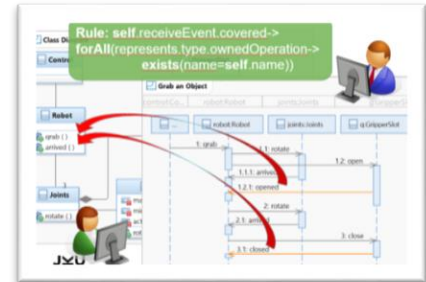 Rule: self.receiveEvent.covered->
forAll(represents.type.ownedOperation->
exists(name=self.name))
Class Di
Grab an Object
Robot
grab ( )
arrived ( )
Joints
rotate ( )
robot:Robot
joints:Joints
q:GripperSlot
1: grab
1.1: rotate
1.2: open
1.1.1: arrived
1.2.1: opened
2: rotate
2.1: arrived
3: close
3.1: closed
JKU